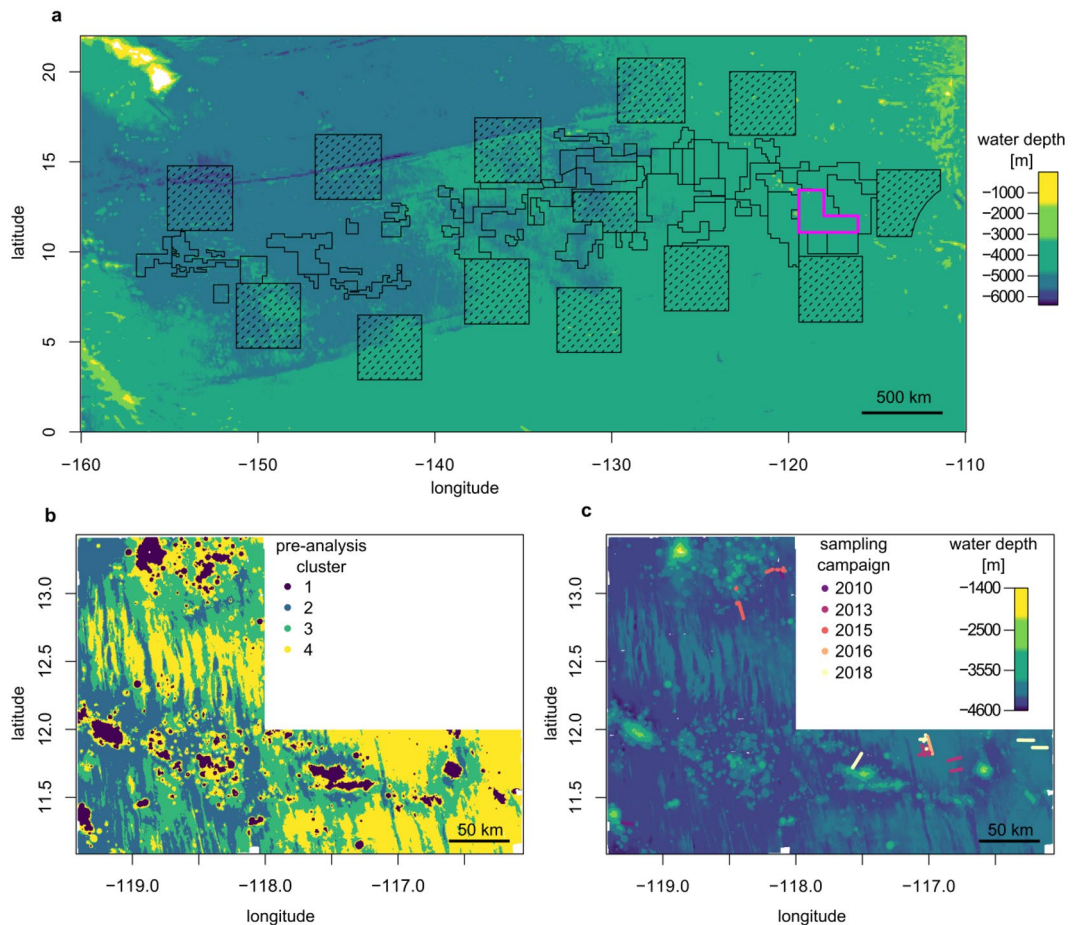 a
20
15
10
5
0
latitude
−160
−150
−140
−130
−120
−110
longitude
500 km
water depth
[m]
−1000
−2000
−3000
−4000
−5000
−6000
b
pre-analysis
cluster
1
2
3
4
13.0
12.5
12.0
11.5
latitude
50 km
−119.0
−118.0
−117.0
longitude
c
sampling
campaign
2010
2013
2015
2016
2018
water depth
[m]
−1400
−2500
−3550
−4600
13.0
12.5
12.0
11.5
latitude
50 km
−119.0
−118.0
−117.0
longitude